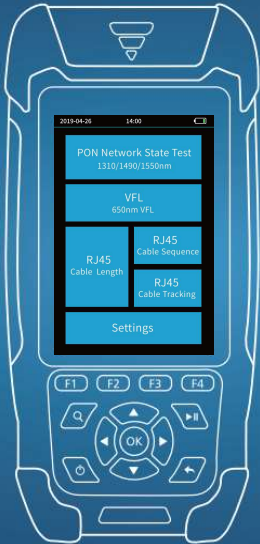 2019-04-26 14:00
PON Network State Test
1310/1490/1550nm
VFL
650nm VFL
RJ45
Cable Length
RJ45
Cable Sequence
RJ45
Cable Tracking
Settings
F1 F2 F3 F4
OK